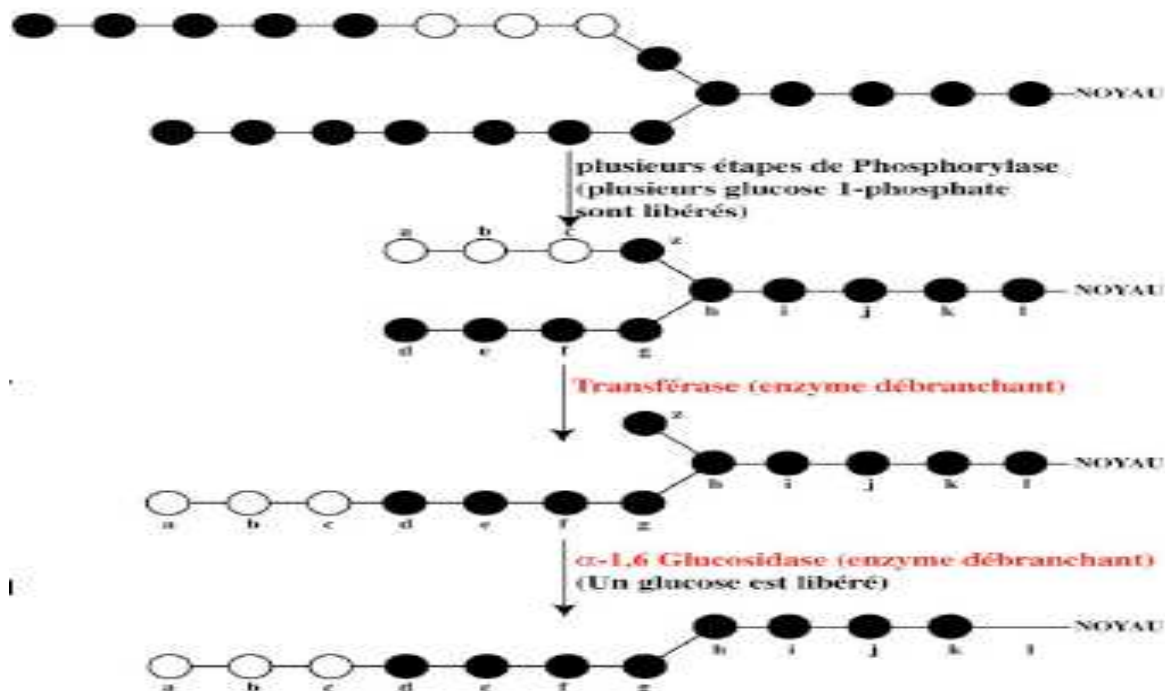 NOYAU
plusieurs étapes de Phosphorylase
(plusieurs glucose 1-phosphate
sont libérés)
a b c z
NOYAU
h i j k l
d e f g
Transférase (enzyme débranchant)
z
NOYAU
h i j k l
a b c d e f g
α-1,6 Glucosidase (enzyme débranchant)
(Un glucose est libéré)
NOYAU
h i j k l
a b c d e f g